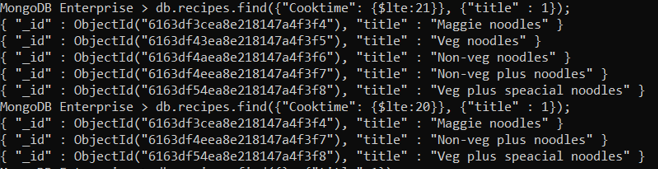 MongoDB Enterprise > db.recipes.find({"Cooktime": {$lte:21}}, {"title" : 1});
{ "_id" : ObjectId("6163df3cea8e218147a4f3f4"), "title" : "Maggie noodles" }
{ "_id" : ObjectId("6163df43ea8e218147a4f3f5"), "title" : "Veg noodles" }
{ "_id" : ObjectId("6163df4aea8e218147a4f3f6"), "title" : "Non-veg noodles" }
{ "_id" : ObjectId("6163df4eea8e218147a4f3f7"), "title" : "Non-veg plus noodles" }
{ "_id" : ObjectId("6163df54ea8e218147a4f3f8"), "title" : "Veg plus speacial noodles" }
MongoDB Enterprise > db.recipes.find({"Cooktime": {$lte:20}}, {"title" : 1});
{ "_id" : ObjectId("6163df3cea8e218147a4f3f4"), "title" : "Maggie noodles" }
{ "_id" : ObjectId("6163df4eea8e218147a4f3f7"), "title" : "Non-veg plus noodles" }
{ "_id" : ObjectId("6163df54ea8e218147a4f3f8"), "title" : "Veg plus speacial noodles" }